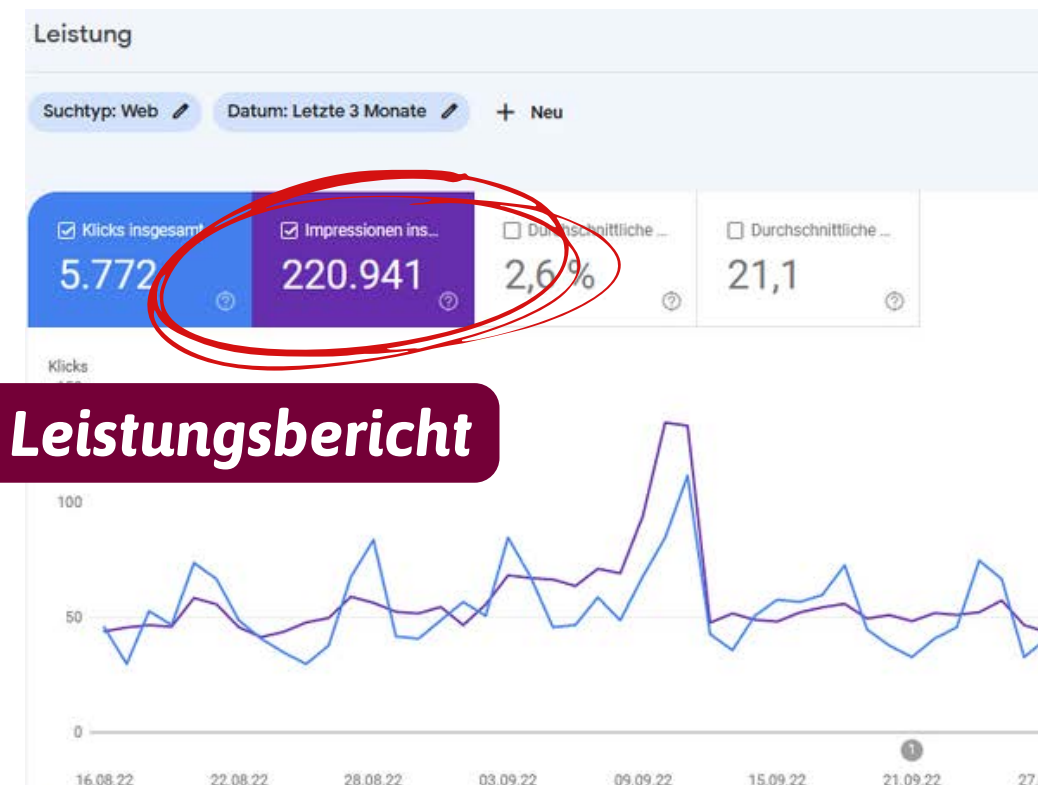 Leistung
Suchtyp: Web
Datum: Letzte 3 Monate
+ Neu
Klicks insgesamt
Impressionen ins...
Durchschnittliche ...
Durchschnittliche ...
5.772
220.941
2,6 %
21,1
Klicks
Leistungsbericht
100
50
0
1
16.08.22
22.08.22
28.08.22
03.09.22
09.09.22
15.09.22
21.09.22
27.